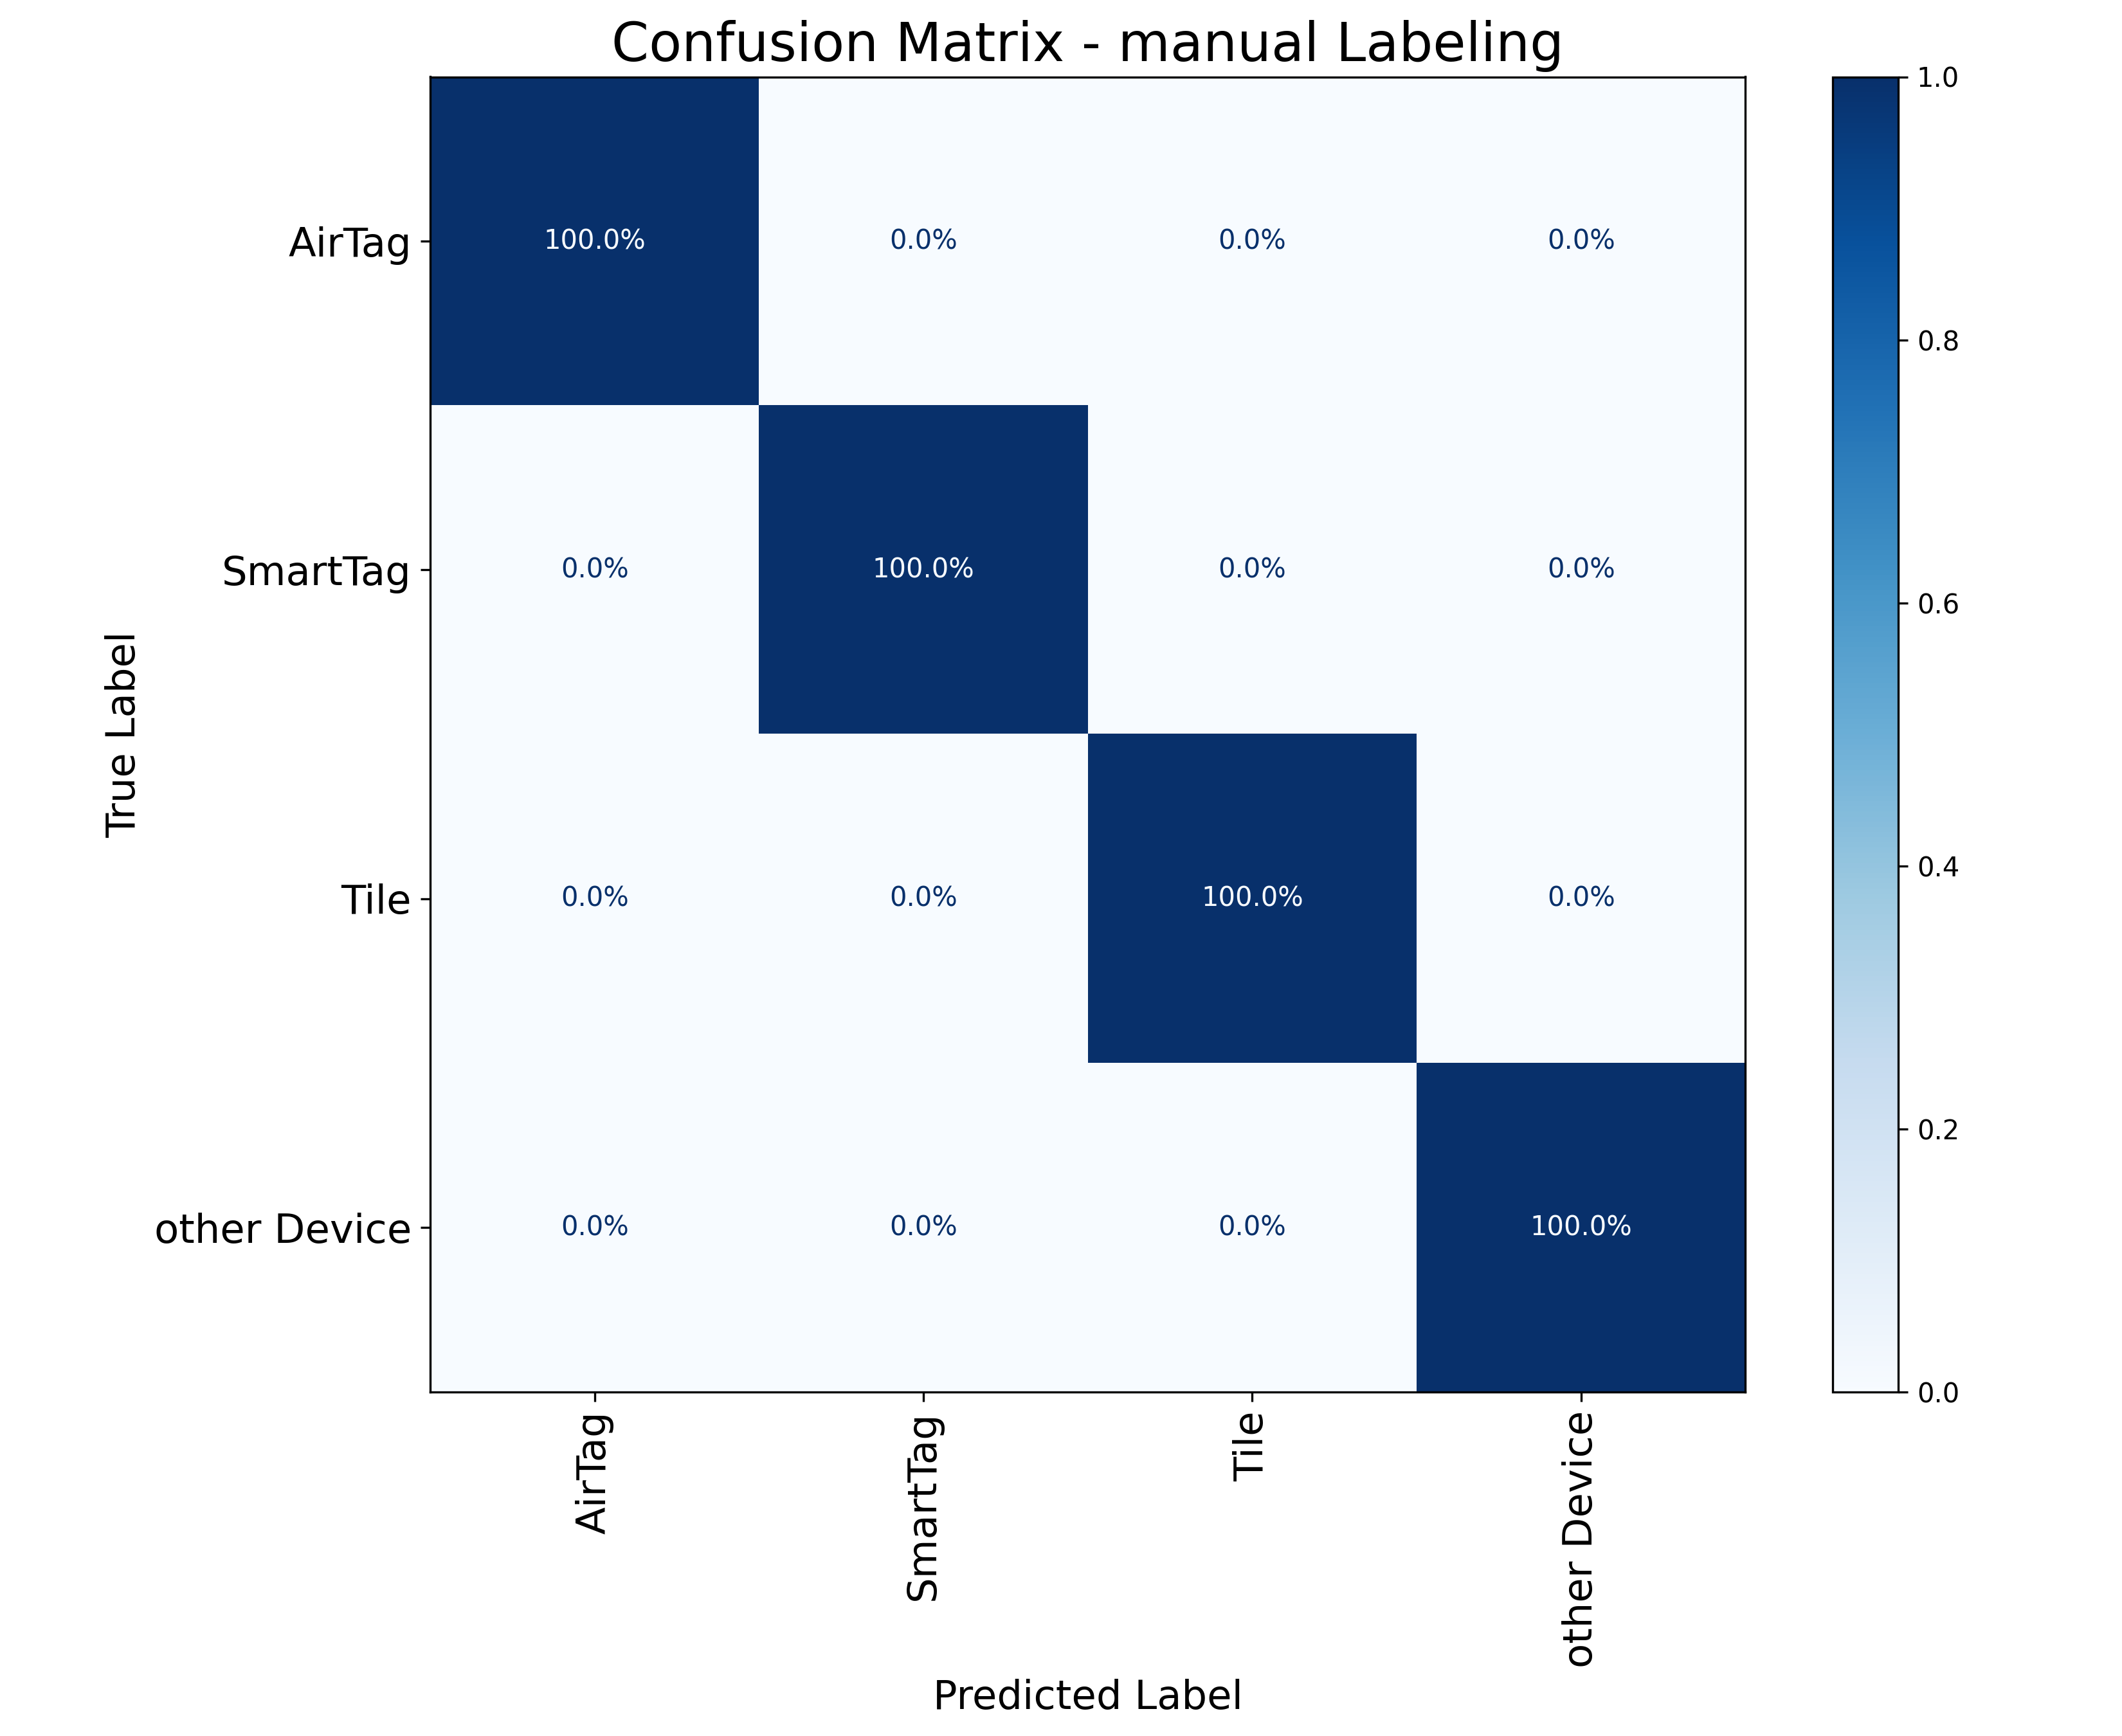 Confusion Matrix - manual Labeling
AirTag 100.0% 0.0% 0.0% 0.0%
SmartTag 0.0% 100.0% 0.0% 0.0%
Tile 0.0% 0.0% 100.0% 0.0%
other Device 0.0% 0.0% 0.0% 100.0%
True Label
AirTag SmartTag Tile other Device
Predicted Label
1.0
0.8
0.6
0.4
0.2
0.0